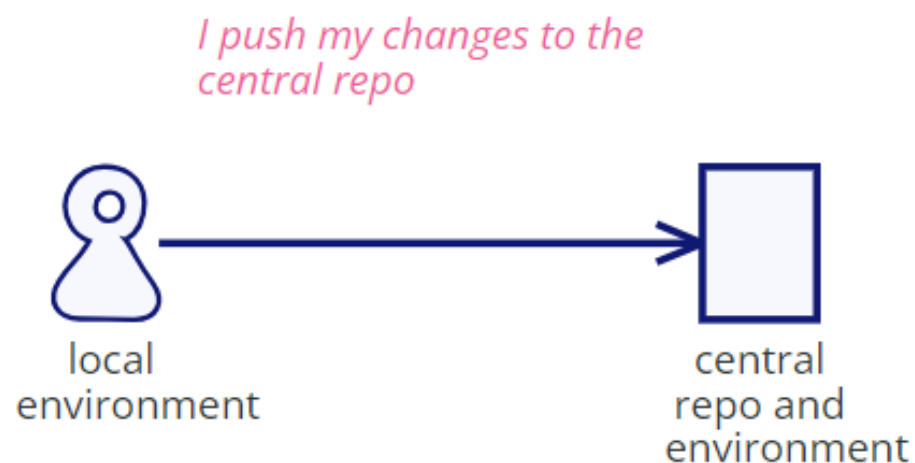 I push my changes to the
central repo
local
environment
central
repo and
environment